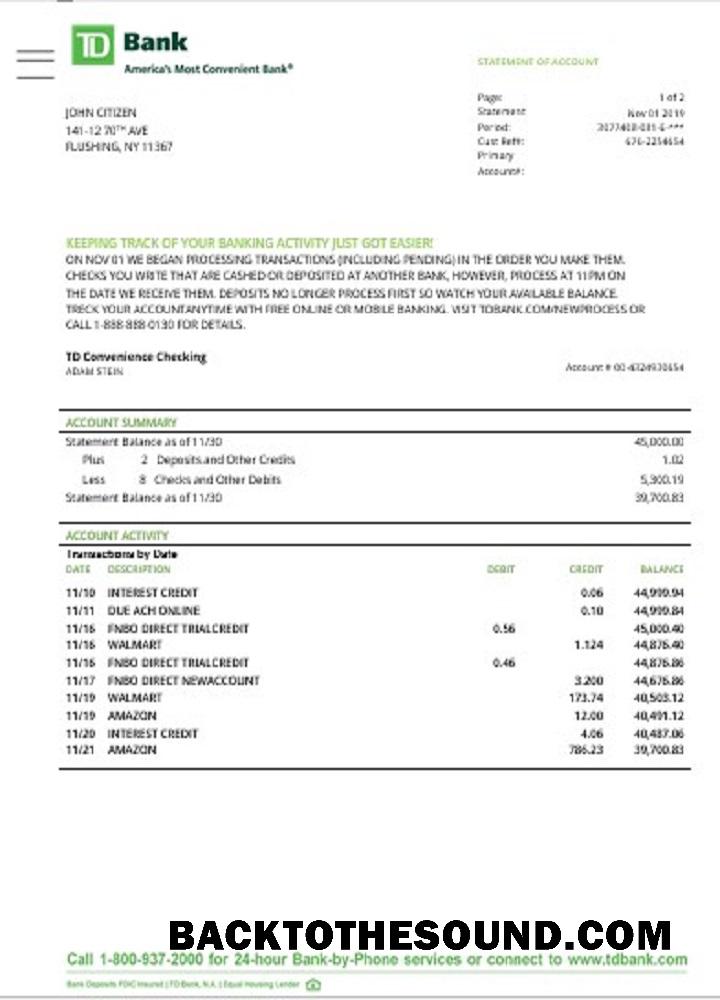 TD Bank
America's Most Convenient Bank®
STATEMENT OF ACCOUNT
JOHN CITIZEN
141-12 70TH AVE
FLUSHING, NY 11367
Page: 1 of 2
Statement Nov 01 2019
Period:
Cust Ref#: 676-2254654
Primary
Account#:
KEEPING TRACK OF YOUR BANKING ACTIVITY JUST GOT EASIER!
ON NOV 01 WE BEGAN PROCESSING TRANSACTIONS (INCLUDING PENDING) IN THE ORDER YOU MAKE THEM.
CHECKS YOU WRITE THAT ARE CASHED OR DEPOSITED AT ANOTHER BANK, HOWEVER, PROCESS AT 11PM ON
THE DATE WE RECEIVE THEM. DEPOSITS NO LONGER PROCESS FIRST SO WATCH YOUR AVAILABLE BALANCE.
TRECK YOUR ACCOUNTANYTIME WITH FREE ONLINE OR MOBILE BANKING. VISIT TDBANK.COM/NEWPROCESS OR
CALL 1-888-888-0130 FOR DETAILS.
TD Convenience Checking
ADAM STEIN
Account #
ACCOUNT SUMMARY
Statement Balance as of 11/30 45,000.00
Plus 2 Deposits and Other Credits 1.02
Less 8 Checks and Other Debits 5,300.19
Statement Balance as of 11/30 39,700.83
ACCOUNT ACTIVITY
Transactions by Date
DATE DESCRIPTION DEBIT CREDIT BALANCE
11/10 INTEREST CREDIT 0.06 44,999.94
11/11 DUE ACH ONLINE 0.10 44,999.84
11/16 FNBO DIRECT TRIALCREDIT 0.56 45,000.40
11/16 WALMART 1.124 44,876.40
11/16 FNBO DIRECT TRIALCREDIT 0.46 44,876.86
11/17 FNBO DIRECT NEWACCOUNT 3.200 44,676.86
11/19 WALMART 173.74 40,503.12
11/19 AMAZON 12.00 40,491.12
11/20 INTEREST CREDIT 4.06 40,487.06
11/21 AMAZON 786.23 39,700.83
BACKTOTHESOUND.COM
Call 1-800-937-2000 for 24-hour Bank-by-Phone services or connect to www.tdbank.com
Bank Deposits FDIC Insured | TD Bank, N.A. | Equal Housing Lender